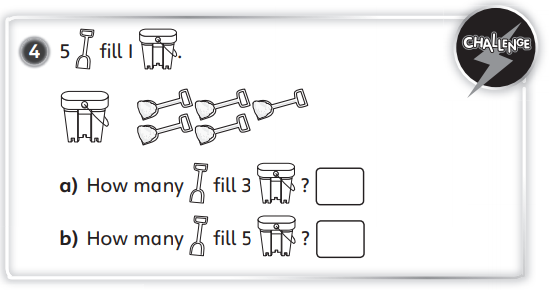 CHALLENGE
4 5 fill 1 .
a) How many fill 3 ?
b) How many fill 5 ?